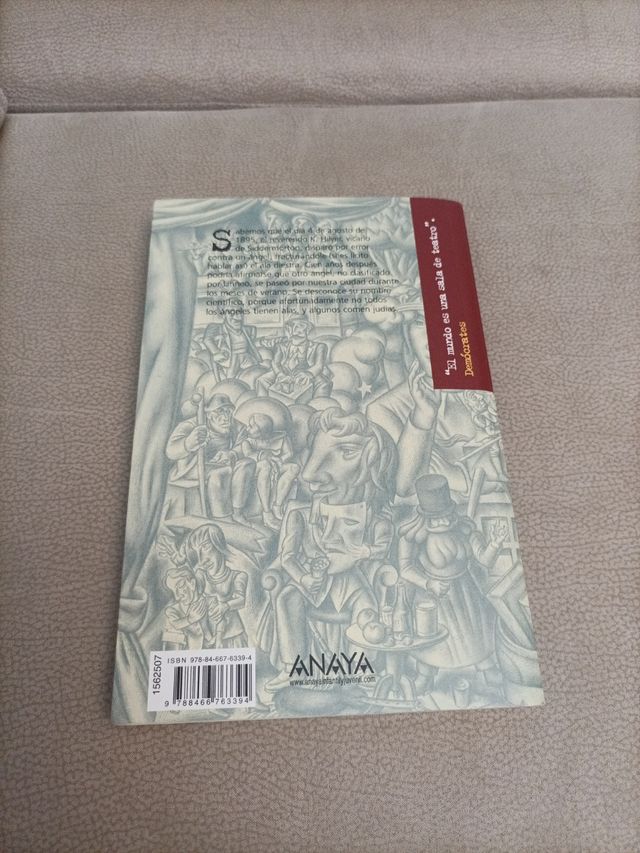 Sabemos que el día 4 de agosto de
1895, el reverendo K. Hilyer, vicario
de Siddermorton, disparó por error
contra un ángel, fracturándole (si es lícito
hablar así) el ala diestra. Cien años después
podría afirmarse que otro ángel, no clasificado
por Linneo, se paseó por nuestra ciudad durante
los meses de verano. Se desconoce su nombre
científico, porque afortunadamente no todos
los ángeles tienen alas, y algunos comen judías.
"El mundo es una sala de teatro".
Demócrates
1562507
ISBN 978-84-667-6339-4
9 788466 763394
ANAYA
www.anayainfantilyjuvenil.com